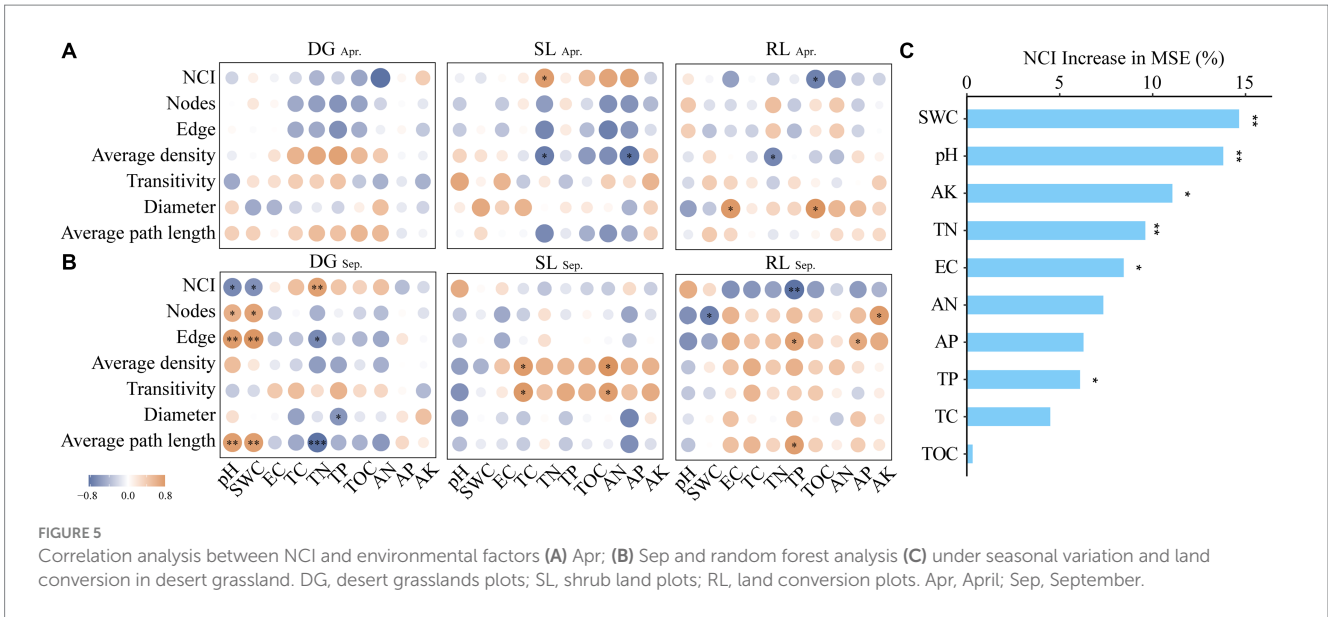 A
DG Apr.
SL Apr.
RL Apr.
NCI
Nodes
Edge
Average density
Transitivity
Diameter
Average path length
*
*
*
*
*
*
*
B
DG Sep.
SL Sep.
RL Sep.
NCI
Nodes
Edge
Average density
Transitivity
Diameter
Average path length
* * ** **
* * * *
** ** * * *
* *
* *
*
** ** *** *
pH SWC EC TC TN TP TOC AN AP AK
pH SWC EC TC TN TP TOC AN AP AK
pH SWC EC TC TN TP TOC AN AP AK
−0.8 0.0 0.8
C
NCI Increase in MSE (%)
0 5 10 15
SWC **
pH **
AK *
TN **
EC *
AN
AP
TP *
TC
TOC
FIGURE 5
Correlation analysis between NCI and environmental factors (A) Apr; (B) Sep and random forest analysis (C) under seasonal variation and land
conversion in desert grassland. DG, desert grasslands plots; SL, shrub land plots; RL, land conversion plots. Apr, April; Sep, September.